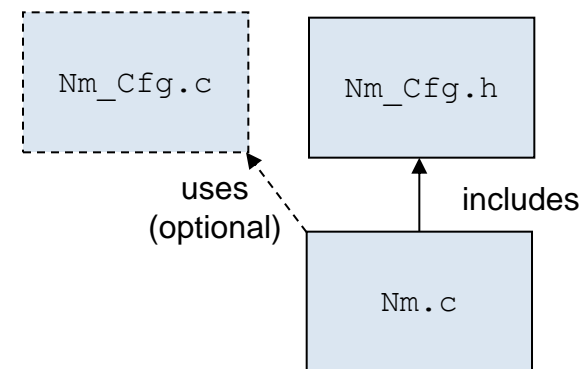 Nm_Cfg.c
Nm_Cfg.h
uses
(optional)
includes
Nm.c